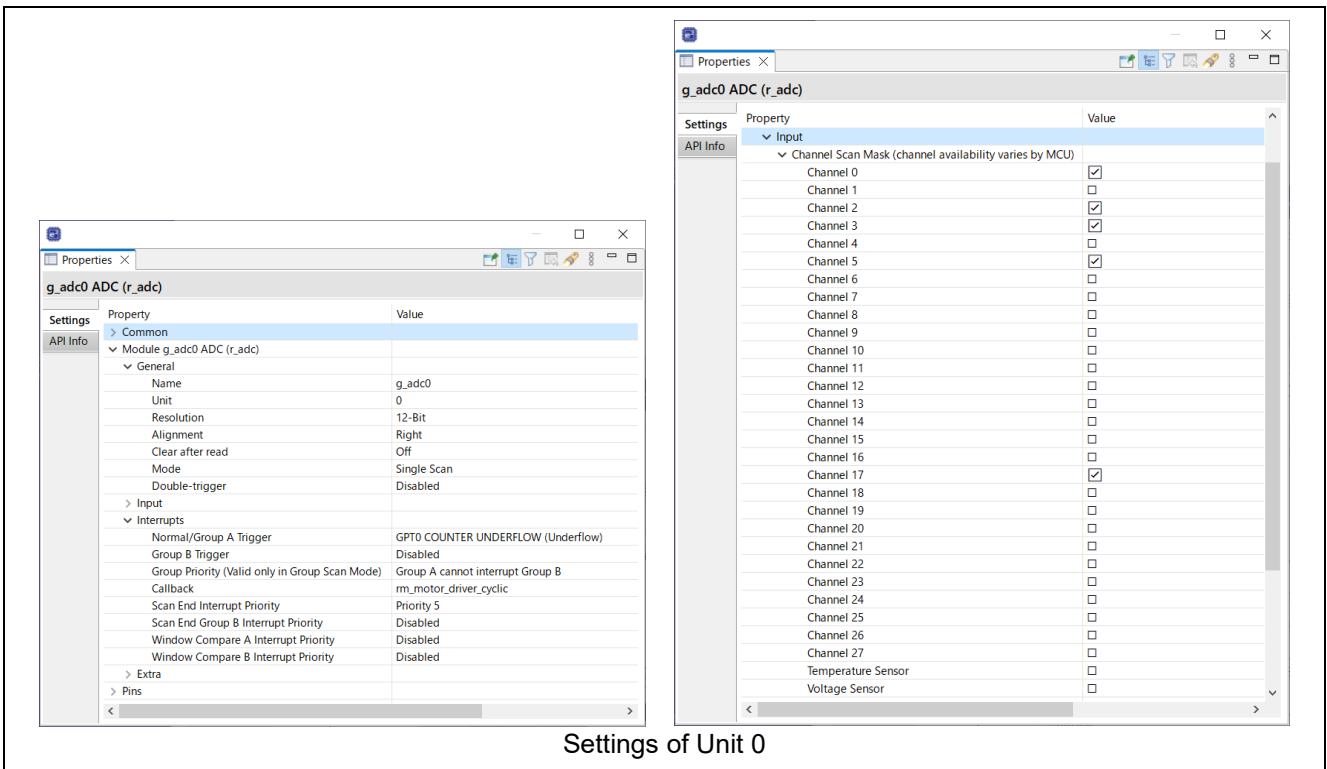 Properties
g_adc0 ADC (r_adc)
Settings
API Info
Property Value
Common
Module g_adc0 ADC (r_adc)
General
Name g_adc0
Unit 0
Resolution 12-Bit
Alignment Right
Clear after read Off
Mode Single Scan
Double-trigger Disabled
Input
Interrupts
Normal/Group A Trigger GPT0 COUNTER UNDERFLOW (Underflow)
Group B Trigger Disabled
Group Priority (Valid only in Group Scan Mode) Group A cannot interrupt Group B
Callback rm_motor_driver_cyclic
Scan End Interrupt Priority Priority 5
Scan End Group B Interrupt Priority Disabled
Window Compare A Interrupt Priority Disabled
Window Compare B Interrupt Priority Disabled
Extra
Pins
Properties
g_adc0 ADC (r_adc)
Settings
API Info
Property Value
Input
Channel Scan Mask (channel availability varies by MCU)
Channel 0
Channel 1
Channel 2
Channel 3
Channel 4
Channel 5
Channel 6
Channel 7
Channel 8
Channel 9
Channel 10
Channel 11
Channel 12
Channel 13
Channel 14
Channel 15
Channel 16
Channel 17
Channel 18
Channel 19
Channel 20
Channel 21
Channel 22
Channel 23
Channel 24
Channel 25
Channel 26
Channel 27
Temperature Sensor
Voltage Sensor
Settings of Unit 0